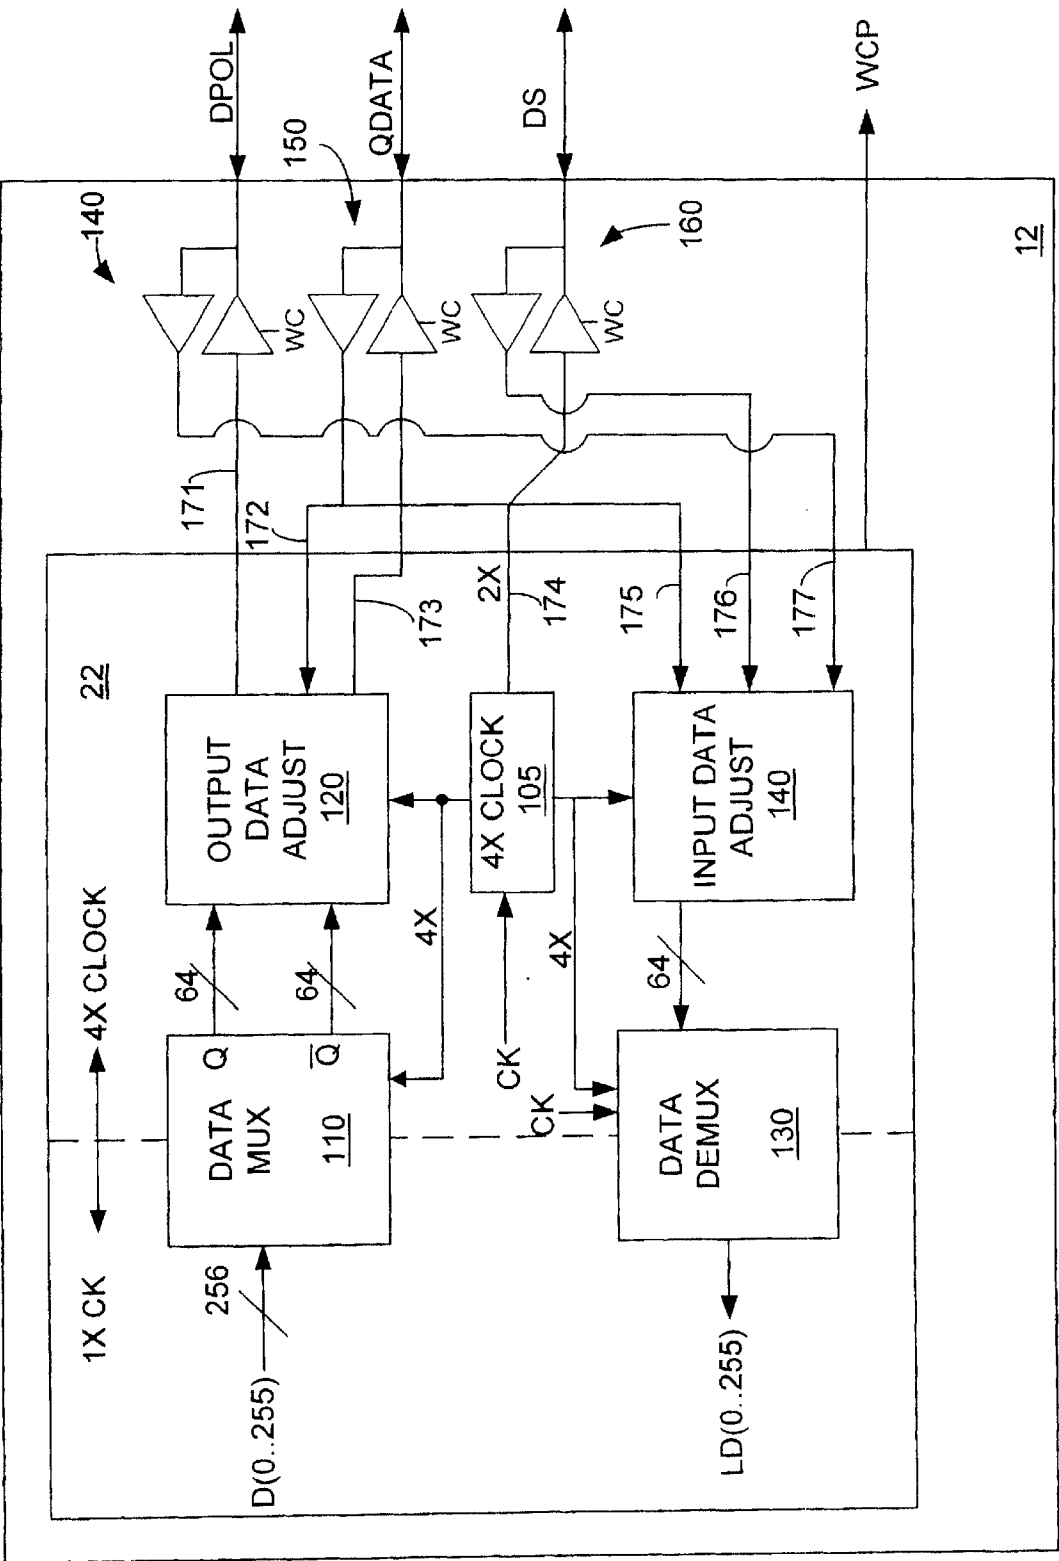 1X CK
4X CLOCK
22
12
D(0..255)
256
DATA
MUX
110
Q
Q̅
64
64
OUTPUT
DATA
ADJUST
120
171
172
173
140
WC
DPOL
150
WC
QDATA
4X
CK
4X CLOCK
105
2X
174
160
WC
DS
CK
4X
LD(0..255)
DATA
DEMUX
130
64
INPUT DATA
ADJUST
140
175
176
177
WCP